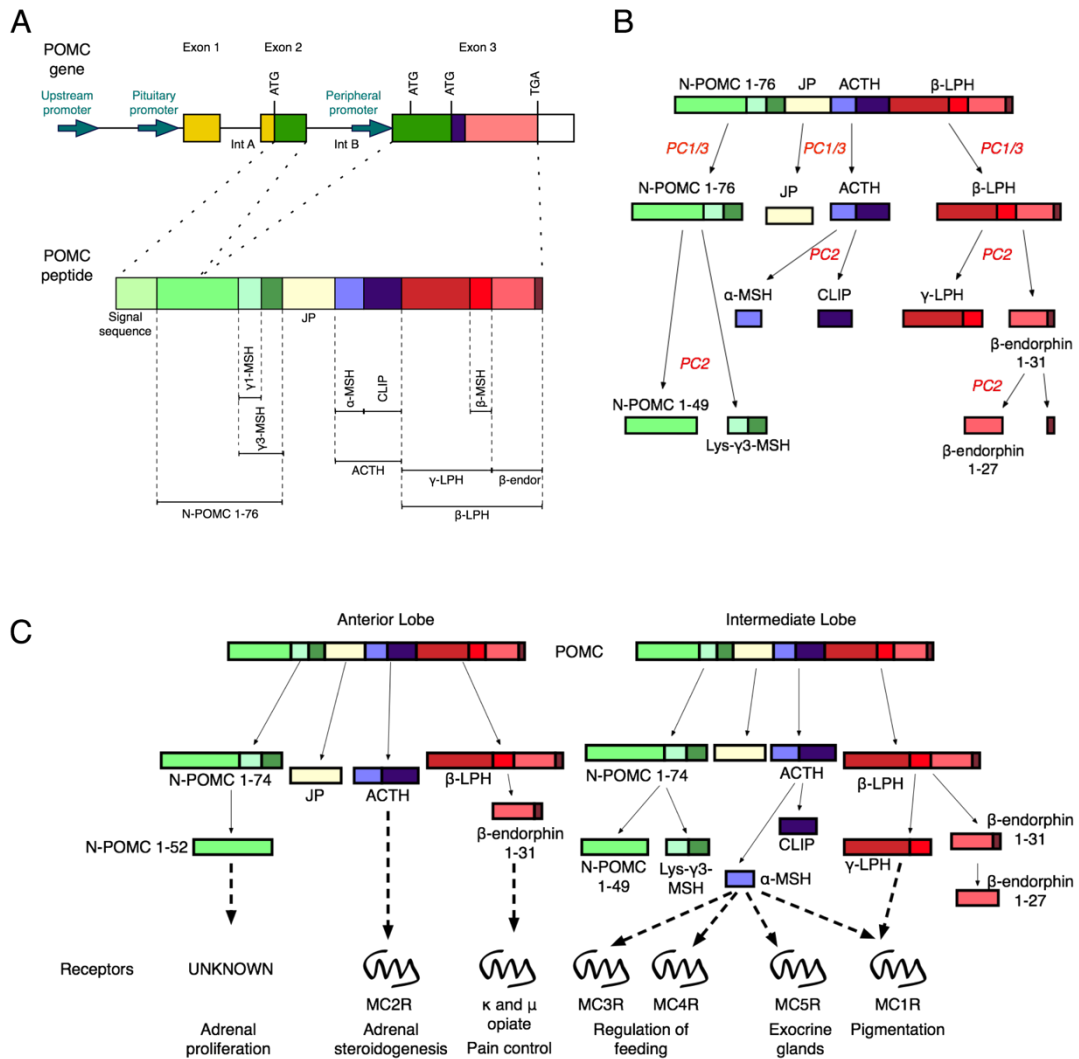 A
POMC
gene
Exon 1
Exon 2
Exon 3
ATG
ATG
ATG
TGA
Upstream
promoter
Pituitary
promoter
Peripheral
promoter
Int A
Int B
POMC
peptide
Signal
sequence
JP
γ1-MSH
γ3-MSH
α-MSH
CLIP
β-MSH
ACTH
γ-LPH
β-endor
N-POMC 1-76
β-LPH
B
N-POMC 1-76
JP
ACTH
β-LPH
PC1/3
PC1/3
PC1/3
N-POMC 1-76
JP
ACTH
β-LPH
PC2
PC2
α-MSH
CLIP
γ-LPH
β-endorphin
1-31
PC2
PC2
N-POMC 1-49
Lys-γ3-MSH
β-endorphin
1-27
C
Anterior Lobe
Intermediate Lobe
POMC
N-POMC 1-74
JP
ACTH
β-LPH
N-POMC 1-74
ACTH
β-LPH
N-POMC 1-52
β-endorphin
1-31
N-POMC
1-49
Lys-γ3-
MSH
CLIP
α-MSH
γ-LPH
β-endorphin
1-31
β-endorphin
1-27
Receptors
UNKNOWN
MC2R
κ and μ
opiate
MC3R
MC4R
MC5R
MC1R
Adrenal
proliferation
Adrenal
steroidogenesis
Pain control
Regulation of
feeding
Exocrine
glands
Pigmentation